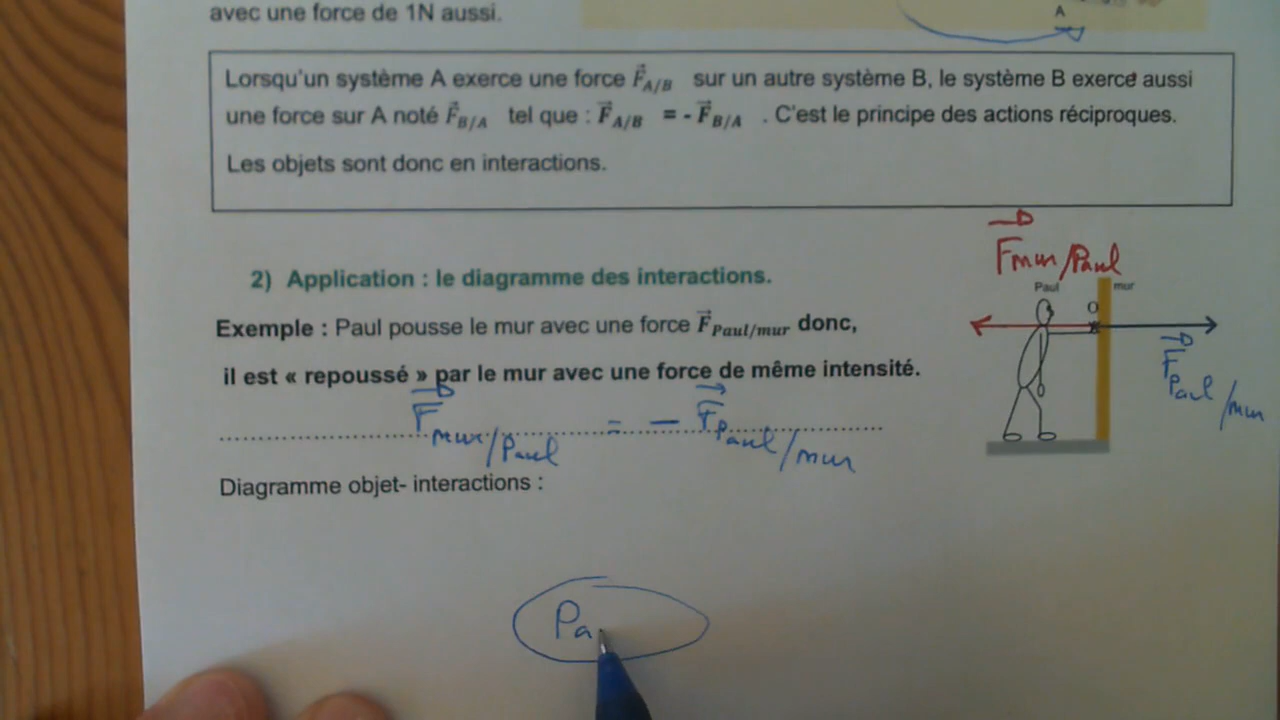 avec une force de 1N aussi.
A
Lorsqu'un système A exerce une force F⃗A/B sur un autre système B, le système B exerce aussi
une force sur A noté F⃗B/A tel que : F⃗A/B = - F⃗B/A . C'est le principe des actions réciproques.
Les objets sont donc en interactions.
2) Application : le diagramme des interactions.
F⃗mur/Paul
Paul
mur
O
Exemple : Paul pousse le mur avec une force F⃗Paul/mur donc,
il est « repoussé » par le mur avec une force de même intensité.
F⃗Paul/mur
F⃗mur/Paul = - F⃗Paul/mur
Diagramme objet- interactions :
Pa